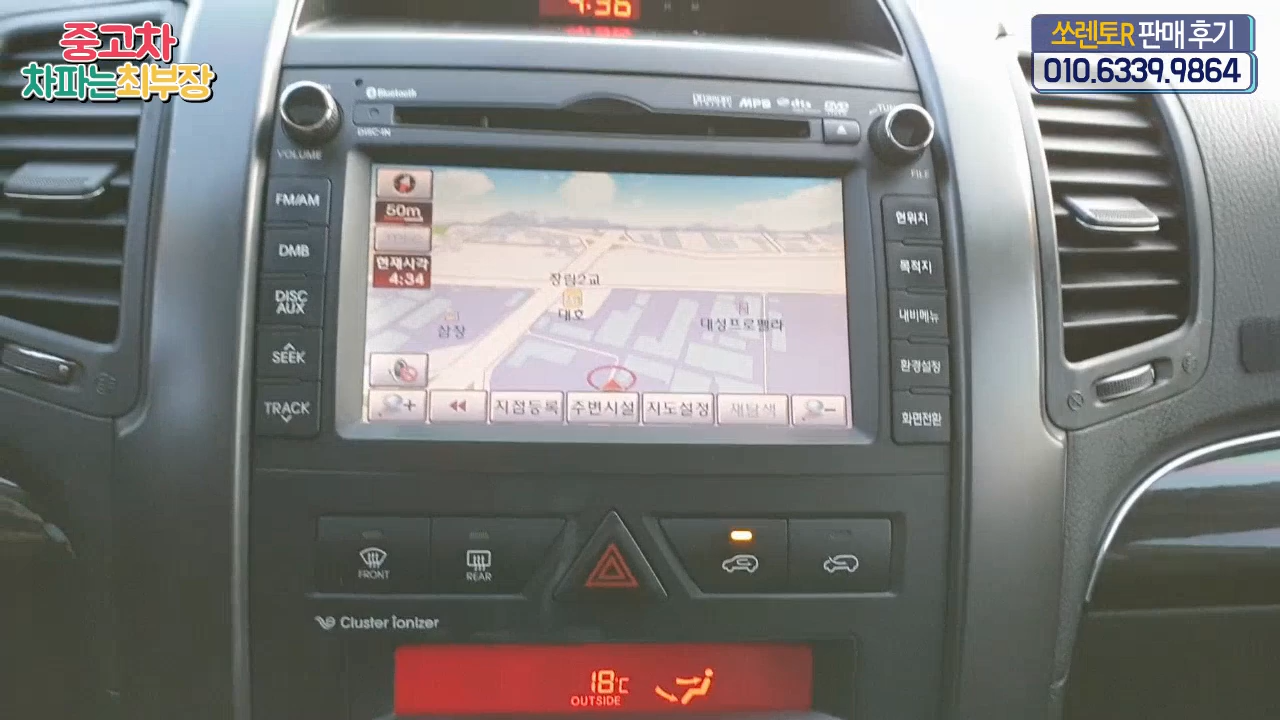 중고차
차파는최부장
쏘렌토R 판매 후기
010.6339.9864
4:36
Bluetooth
MP3
dts
DISC-IN
VOLUME
FILE
FM/AM
DMB
DISC
AUX
SEEK
TRACK
50m
현재시각
4:34
장림2교
대호
삼장
대성프로펠라
지점등록
주변시설
지도설정
재탐색
현위치
목적지
내비메뉴
환경설정
화면전환
FRONT
REAR
Cluster ionizer
18°C
OUTSIDE